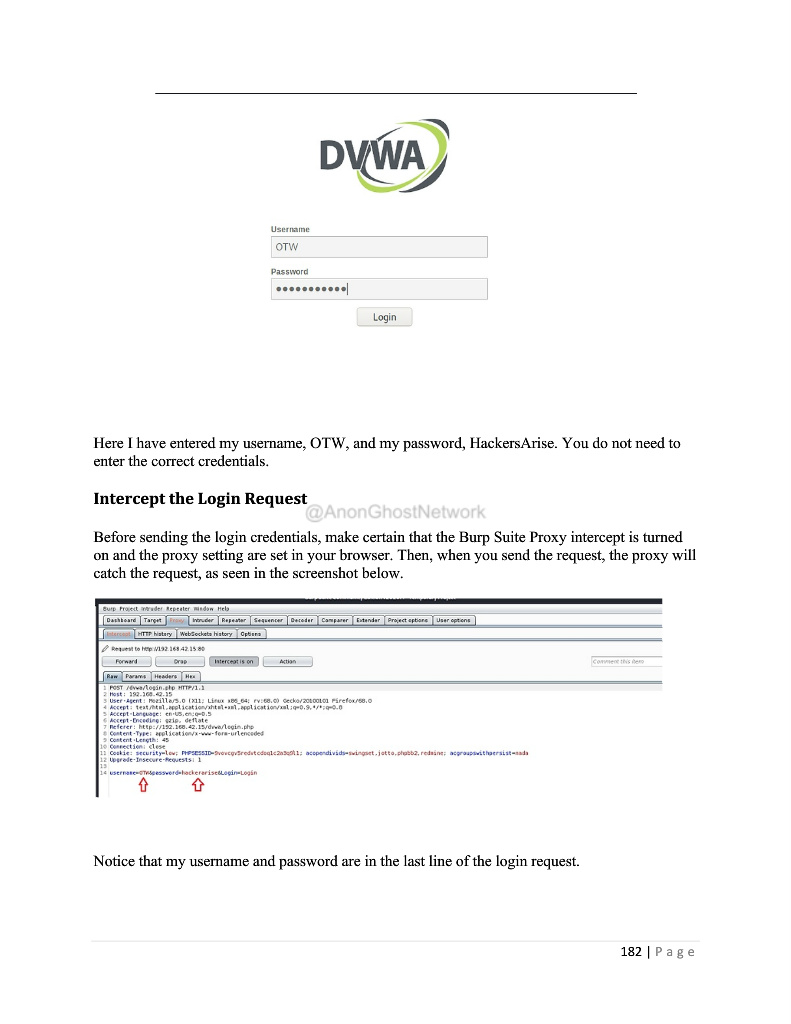 DVWA
Username
OTW
Password
Login
Here I have entered my username, OTW, and my password, HackersArise. You do not need to
enter the correct credentials.
Intercept the Login Request
@AnonGhostNetwork
Before sending the login credentials, make certain that the Burp Suite Proxy intercept is turned
on and the proxy setting are set in your browser. Then, when you send the request, the proxy will
catch the request, as seen in the screenshot below.
Burp Project Intruder Repeater Window Help
Dashboard Target Proxy Intruder Repeater Sequencer Decoder Comparer Extender Project options User options
Intercept HTTP history WebSockets history Options
Request to http://192.168.42.15:80
Forward Drop Intercept is on Action Comment this item
Raw Params Headers Hex
1 POST /dvwa/login.php HTTP/1.1
2 Host: 192.168.42.15
3 User-Agent: Mozilla/5.0 (X11; Linux x86_64; rv:68.0) Gecko/20100101 Firefox/68.0
4 Accept: text/html,application/xhtml+xml,application/xml;q=0.9,*/*;q=0.8
5 Accept-Language: en-US,en;q=0.5
6 Accept-Encoding: gzip, deflate
7 Referer: http://192.168.42.15/dvwa/login.php
8 Content-Type: application/x-www-form-urlencoded
9 Content-Length: 45
10 Connection: close
11 Cookie: security=low; acopendivids=swingset,jotto,phpbb2,redmine; acgroupswithpersist=nada
12 Upgrade-Insecure-Requests: 1
13
14 username=OTW&password=hackerarise&Login=Login
Notice that my username and password are in the last line of the login request.
182 | Page